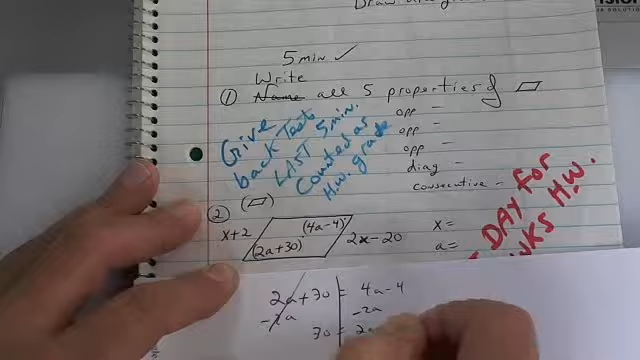 5 min ✓
Write
① Name all 5 properties of ▱
opp –
opp –
opp –
diag –
consecutive –
Give
back Tests
LAST 5 min.
Counted as
H.W. grade
DAY FOR
H.W.
② (▱)
x+2
(4a-4)°
(2a+30)
2x-20
x=
a=
2a+30 = 4a-4
-2a
-2a
30 =